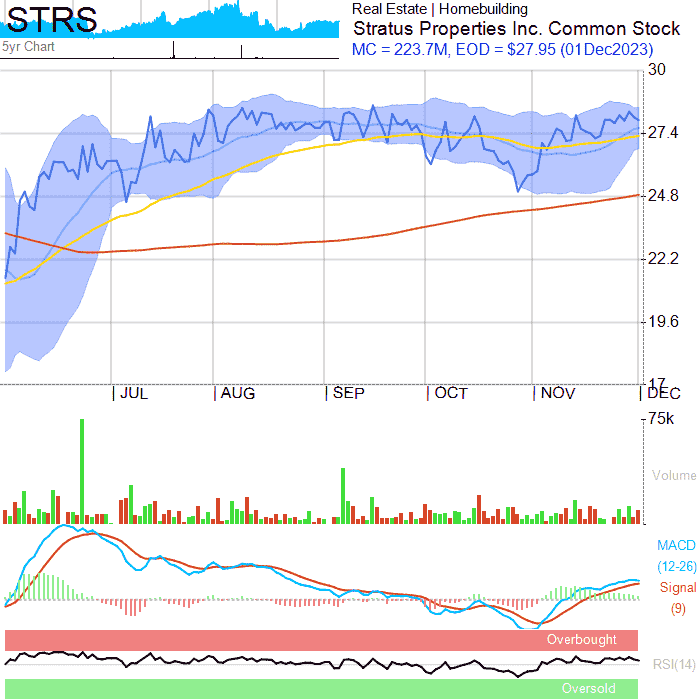 STRS
5yr Chart
Real Estate | Homebuilding
Stratus Properties Inc. Common Stock
MC = 223.7M, EOD = $27.95 (01Dec2023)
30
27.4
24.8
22.2
19.6
17
JUL
AUG
SEP
OCT
NOV
DEC
75k
Volume
MACD
(12-26)
Signal
(9)
Overbought
RSI(14)
Oversold